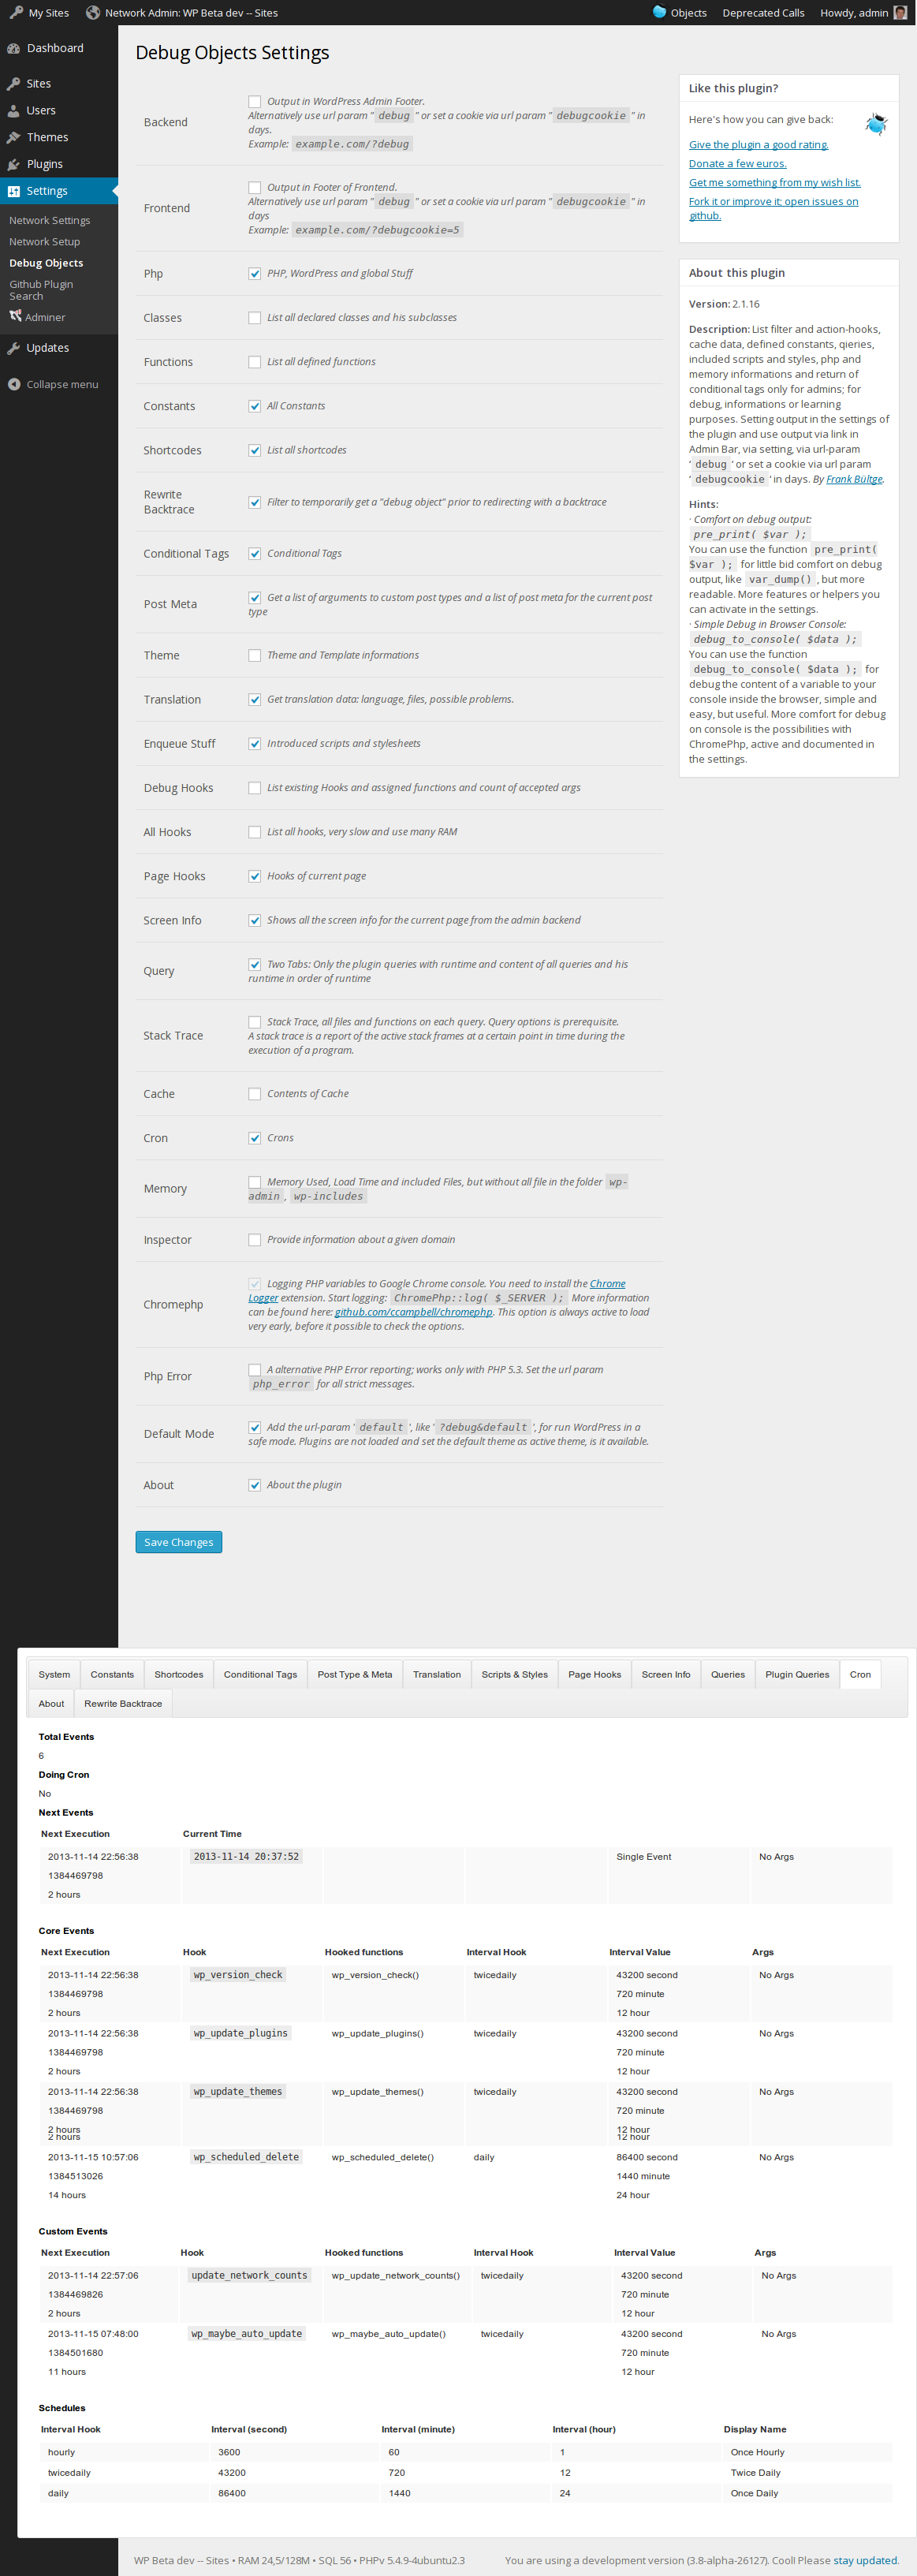 My Sites
Network Admin: WP Beta dev -- Sites
Objects
Deprecated Calls
Howdy, admin
Dashboard
Sites
Users
Themes
Plugins
Settings
Network Settings
Network Setup
Debug Objects
Github Plugin
Search
Adminer
Updates
Collapse menu
Debug Objects Settings
Backend
Output in WordPress Admin Footer.
Alternatively use url param " debug " or set a cookie via url param " debugcookie " in
days.
Example: example.com/?debug
Frontend
Output in Footer of Frontend.
Alternatively use url param " debug " or set a cookie via url param " debugcookie " in
days
Example: example.com/?debugcookie=5
Php
PHP, WordPress and global Stuff
Classes
List all declared classes and his subclasses
Functions
List all defined functions
Constants
All Constants
Shortcodes
List all shortcodes
Rewrite
Backtrace
Filter to temporarily get a "debug object" prior to redirecting with a backtrace
Conditional Tags
Conditional Tags
Post Meta
Get a list of arguments to custom post types and a list of post meta for the current post
type
Theme
Theme and Template informations
Translation
Get translation data: language, files, possible problems.
Enqueue Stuff
Introduced scripts and stylesheets
Debug Hooks
List existing Hooks and assigned functions and count of accepted args
All Hooks
List all hooks, very slow and use many RAM
Page Hooks
Hooks of current page
Screen Info
Shows all the screen info for the current page from the admin backend
Query
Two Tabs: Only the plugin queries with runtime and content of all queries and his
runtime in order of runtime
Stack Trace
Stack Trace, all files and functions on each query. Query options is prerequisite.
A stack trace is a report of the active stack frames at a certain point in time during the
execution of a program.
Cache
Contents of Cache
Cron
Crons
Memory
Memory Used, Load Time and included Files, but without all file in the folder wp-
admin , wp-includes
Inspector
Provide information about a given domain
Chromephp
Logging PHP variables to Google Chrome console. You need to install the Chrome
Logger extension. Start logging: ChromePhp::log( $_SERVER ); More information
can be found here: github.com/ccampbell/chromephp. This option is always active to load
very early, before it possible to check the options.
Php Error
A alternative PHP Error reporting; works only with PHP 5.3. Set the url param
php_error for all strict messages.
Default Mode
Add the url-param ' default ', like ' ?debug&default ', for run WordPress in a
safe mode. Plugins are not loaded and set the default theme as active theme, is it available.
About
About the plugin
Save Changes
Like this plugin?
Here's how you can give back:
Give the plugin a good rating.
Donate a few euros.
Get me something from my wish list.
Fork it or improve it; open issues on
github.
About this plugin
Version: 2.1.16
Description: List filter and action-hooks,
cache data, defined constants, qieries,
included scripts and styles, php and
memory informations and return of
conditional tags only for admins; for
debug, informations or learning
purposes. Setting output in the settings of
the plugin and use output via link in
Admin Bar, via setting, via url-param
' debug ' or set a cookie via url param
' debugcookie ' in days. By Frank Bültge.
Hints:
· Comfort on debug output:
pre_print( $var );
You can use the function pre_print(
$var ); for little bid comfort on debug
output, like var_dump() , but more
readable. More features or helpers you
can activate in the settings.
· Simple Debug in Browser Console:
debug_to_console( $data );
You can use the function
debug_to_console( $data ); for
debug the content of a variable to your
console inside the browser, simple and
easy, but useful. More comfort for debug
on console is the possibilities with
ChromePhp, active and documented in
the settings.
System
Constants
Shortcodes
Conditional Tags
Post Type & Meta
Translation
Scripts & Styles
Page Hooks
Screen Info
Queries
Plugin Queries
Cron
About
Rewrite Backtrace
Total Events
6
Doing Cron
No
Next Events
Next Execution Current Time
2013-11-14 22:56:38 2013-11-14 20:37:52 Single Event No Args
1384469798
2 hours
Core Events
Next Execution Hook Hooked functions Interval Hook Interval Value Args
2013-11-14 22:56:38 wp_version_check wp_version_check() twicedaily 43200 second No Args
1384469798 720 minute
2 hours 12 hour
2013-11-14 22:56:38 wp_update_plugins wp_update_plugins() twicedaily 43200 second No Args
1384469798 720 minute
2 hours 12 hour
2013-11-14 22:56:38 wp_update_themes wp_update_themes() twicedaily 43200 second No Args
1384469798 720 minute
2 hours 12 hour
2 hours 12 hour
2013-11-15 10:57:06 wp_scheduled_delete wp_scheduled_delete() daily 86400 second No Args
1384513026 1440 minute
14 hours 24 hour
Custom Events
Next Execution Hook Hooked functions Interval Hook Interval Value Args
2013-11-14 22:57:06 update_network_counts wp_update_network_counts() twicedaily 43200 second No Args
1384469826 720 minute
2 hours 12 hour
2013-11-15 07:48:00 wp_maybe_auto_update wp_maybe_auto_update() twicedaily 43200 second No Args
1384501680 720 minute
11 hours 12 hour
Schedules
Interval Hook Interval (second) Interval (minute) Interval (hour) Display Name
hourly 3600 60 1 Once Hourly
twicedaily 43200 720 12 Twice Daily
daily 86400 1440 24 Once Daily
WP Beta dev -- Sites • RAM 24,5/128M • SQL 56 • PHPv 5.4.9-4ubuntu2.3
You are using a development version (3.8-alpha-26127). Cool! Please stay updated.